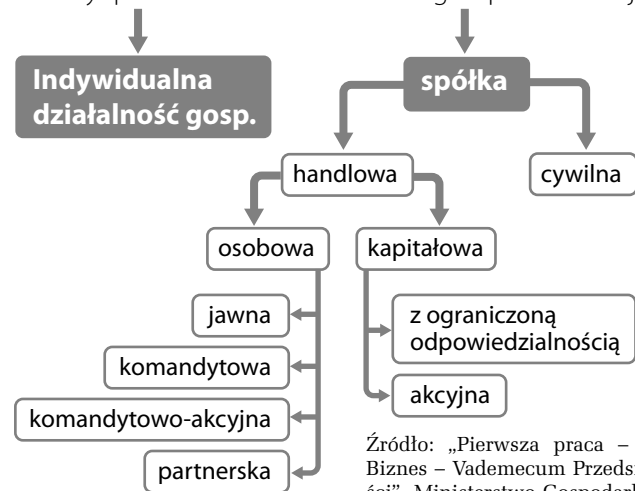 Indywidualna
działalność gosp.
spółka
handlowa
cywilna
osobowa
kapitałowa
jawna
z ograniczoną
odpowiedzialnością
komandytowa
akcyjna
komandytowo-akcyjna
partnerska
Źródło: „Pierwsza praca –
Biznes – Vademecum